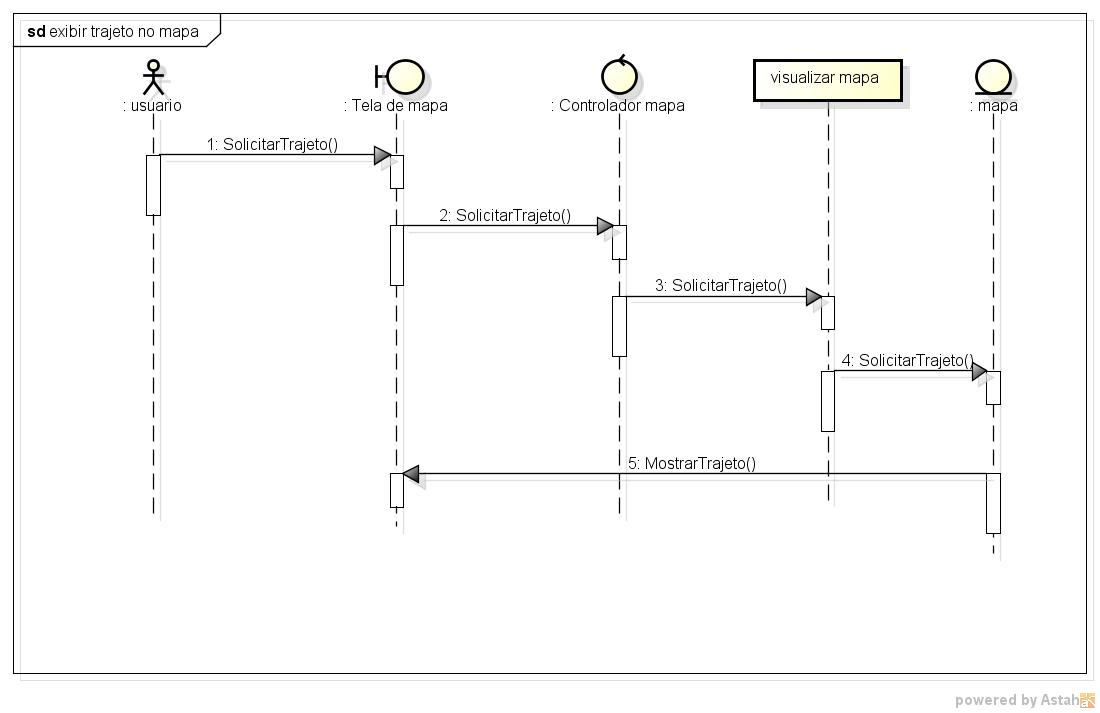 sd exibir trajeto no mapa
: usuario
: Tela de mapa
: Controlador mapa
visualizar mapa
: mapa
1: SolicitarTrajeto()
2: SolicitarTrajeto()
3: SolicitarTrajeto()
4: SolicitarTrajeto()
5: MostrarTrajeto()
powered by Astah